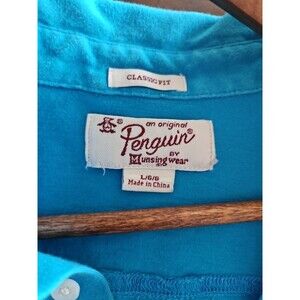 CLASSIC FIT
an original
Penguin®
BY
Munsingwear
L/G/G
Made in China